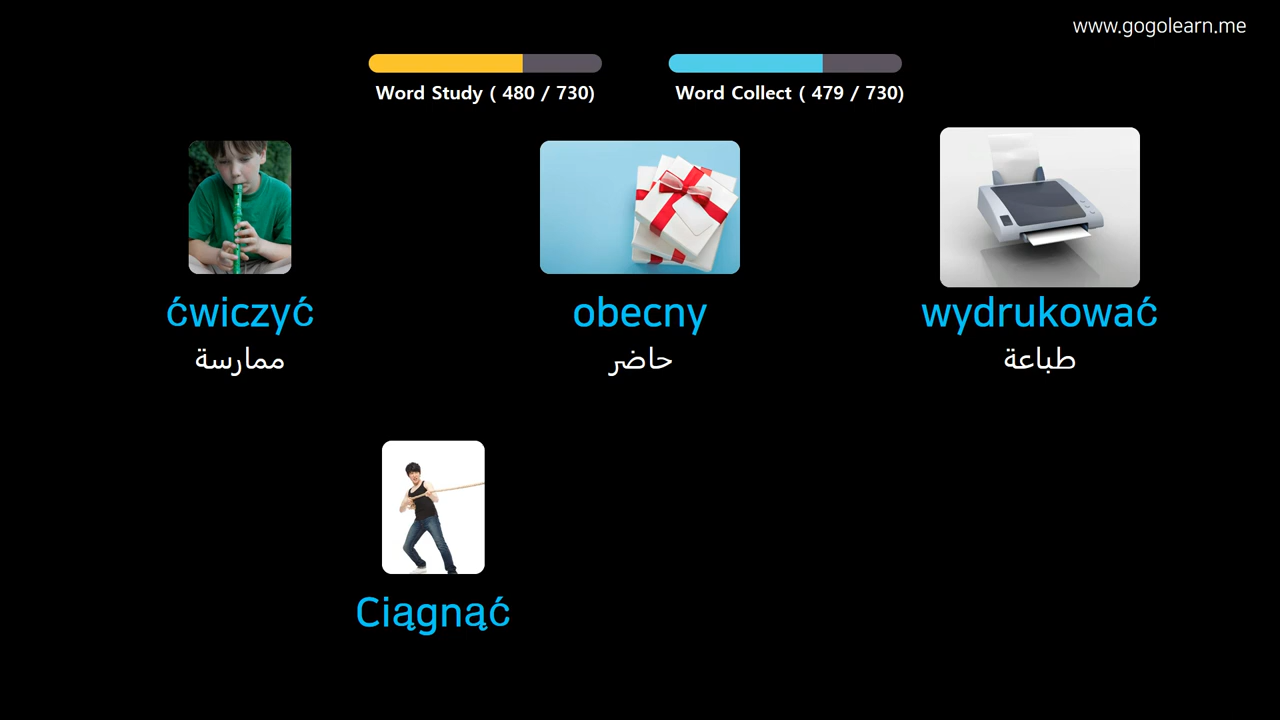 www.gogolearn.me
Word Study ( 480 / 730)
Word Collect ( 479 / 730)
ćwiczyć
ممارسة
obecny
حاضر
wydrukować
طباعة
Ciągnąć